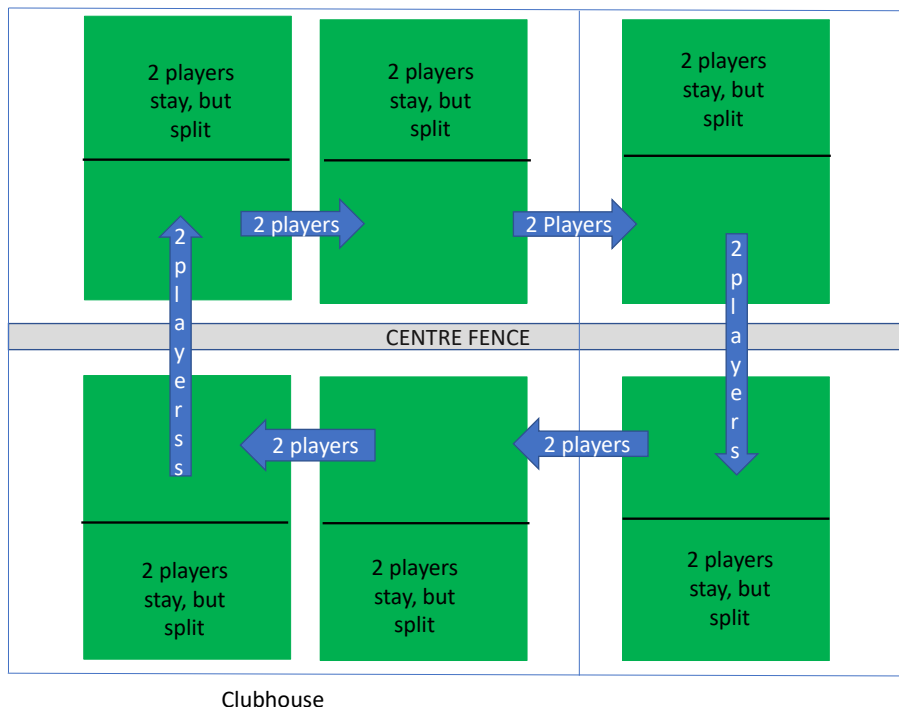 2 players
stay, but
split
2 players
stay, but
split
2 players
stay, but
split
2 players
2 Players
2 playerss
2 players
CENTRE FENCE
2 players
2 players
2 players
stay, but
split
2 players
stay, but
split
2 players
stay, but
split
Clubhouse